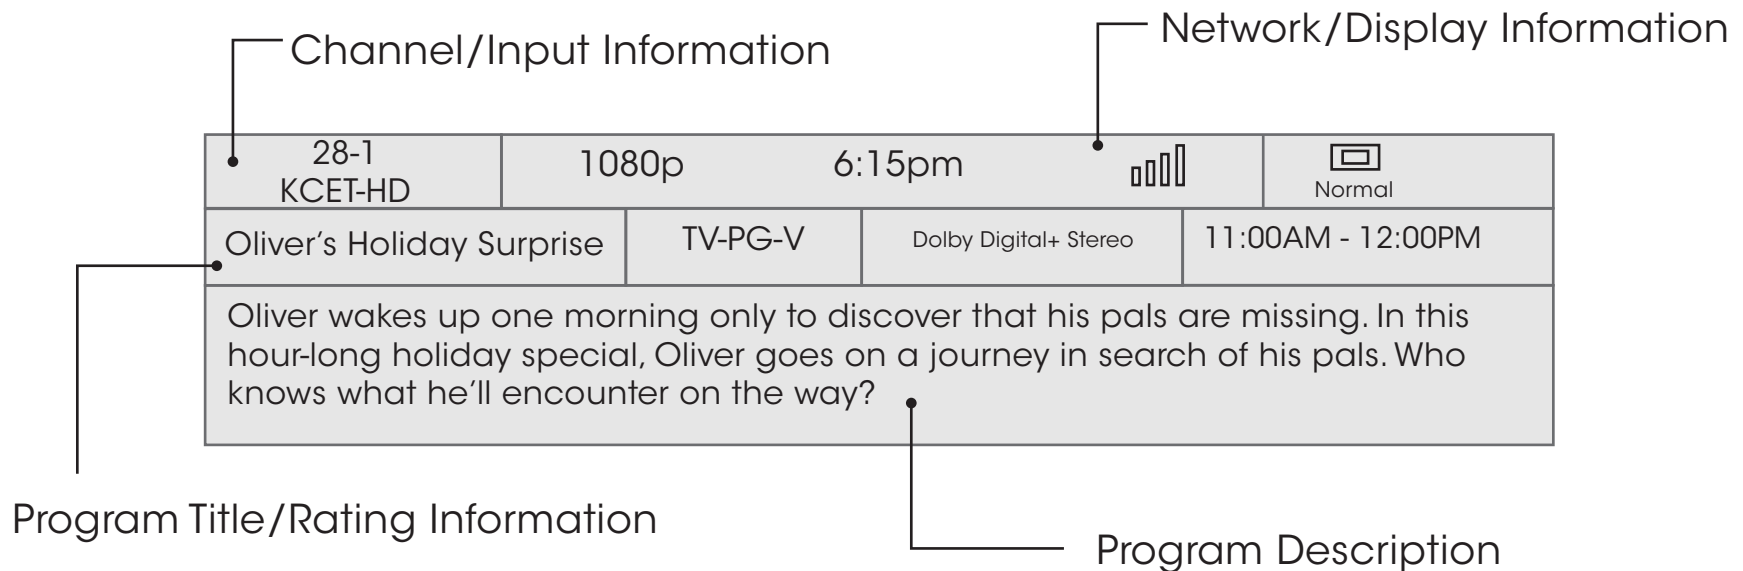 Channel/Input Information
Network/Display Information
28-1
KCET-HD
1080p
6:15pm
Normal
Oliver’s Holiday Surprise
TV-PG-V
Dolby Digital+ Stereo
11:00AM - 12:00PM
Oliver wakes up one morning only to discover that his pals are missing. In this
hour-long holiday special, Oliver goes on a journey in search of his pals. Who
knows what he’ll encounter on the way?
Program Title/Rating Information
Program Description